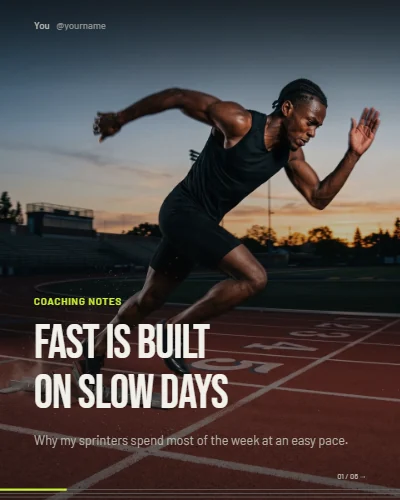 You @yourname
COACHING NOTES
FAST IS BUILT
ON SLOW DAYS
Why my sprinters spend most of the week at an easy pace.
01 / 06